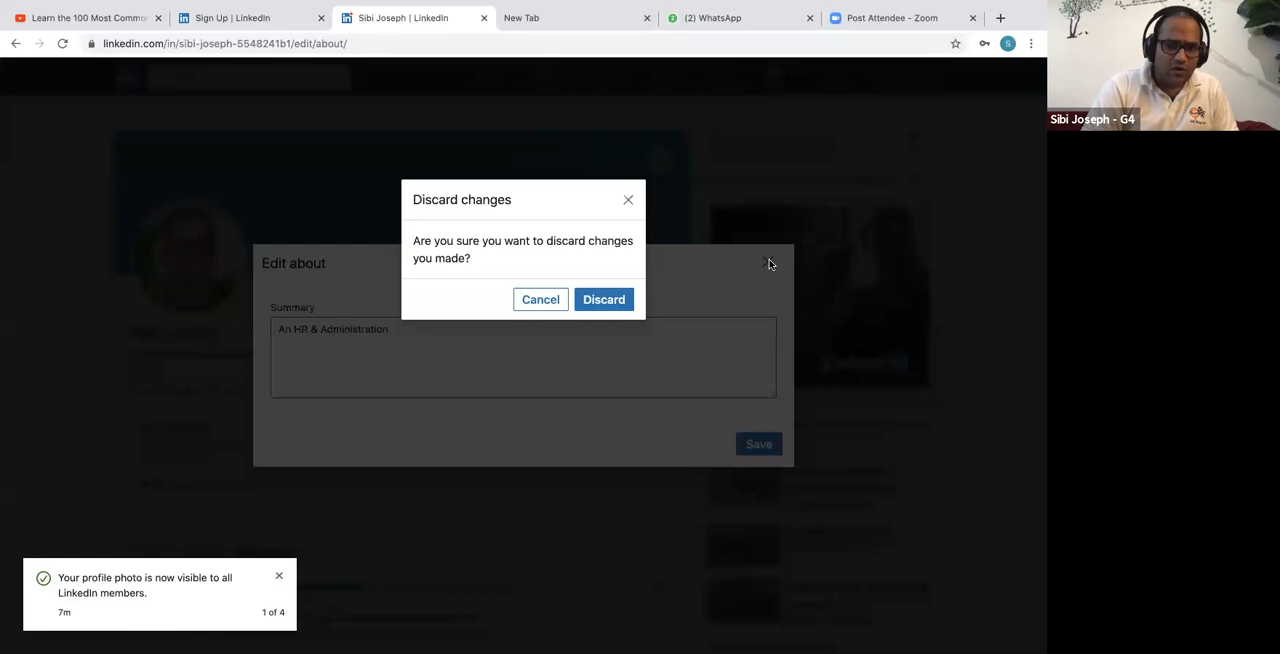 Learn the 100 Most Commo
Sign Up | LinkedIn
Sibi Joseph | LinkedIn
New Tab
(2) WhatsApp
Post Attendee - Zoom
linkedin.com/in/sibi-joseph-5548241b1/edit/about/
S
Sibi Joseph - G4
Discard changes
Are you sure you want to discard changes
you made?
Cancel
Discard
Edit about
Summary
An HR & Administration
Save
Your profile photo is now visible to all
LinkedIn members.
7m
1 of 4